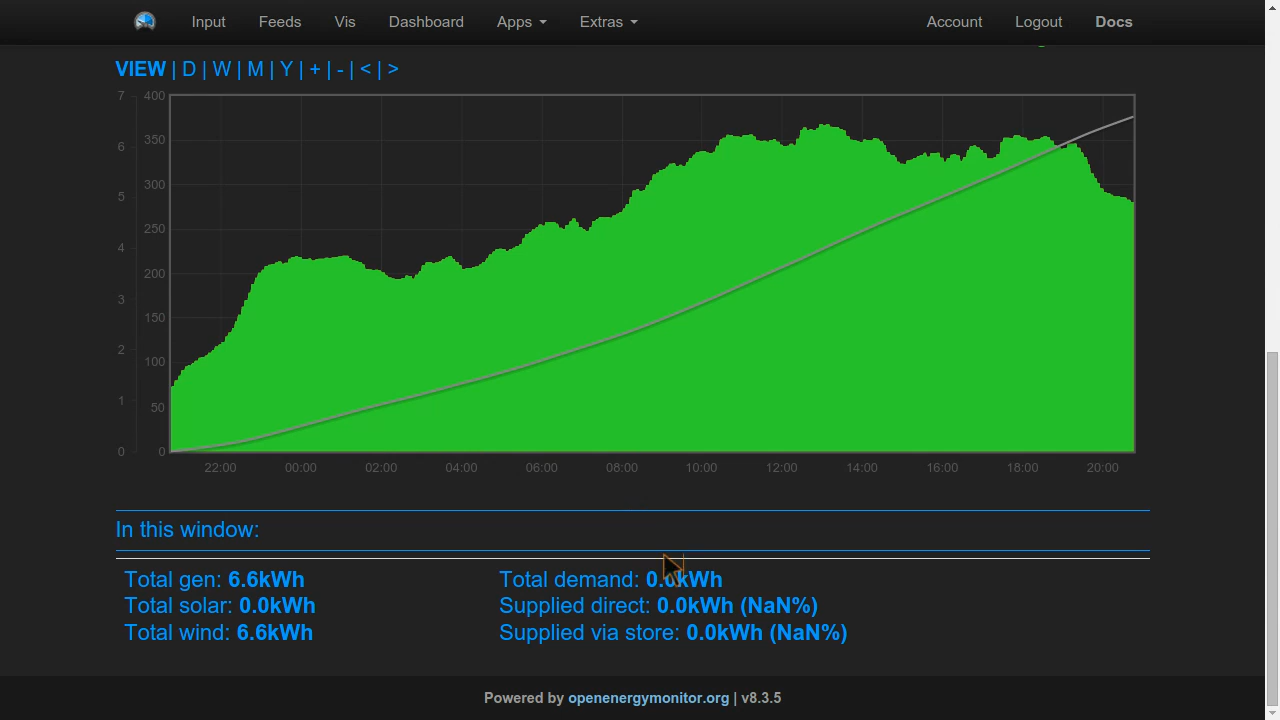 Input Feeds Vis Dashboard Apps Extras Account Logout Docs
VIEW | D | W | M | Y | + | - | < | >
7 400
350
6
300
5
250
4
200
3
150
2
100
1
50
0 0
22:00 00:00 02:00 04:00 06:00 08:00 10:00 12:00 14:00 16:00 18:00 20:00
In this window:
Total gen: 6.6kWh Total demand: 0.0kWh
Total solar: 0.0kWh Supplied direct: 0.0kWh (NaN%)
Total wind: 6.6kWh Supplied via store: 0.0kWh (NaN%)
Powered by openenergymonitor.org | v8.3.5